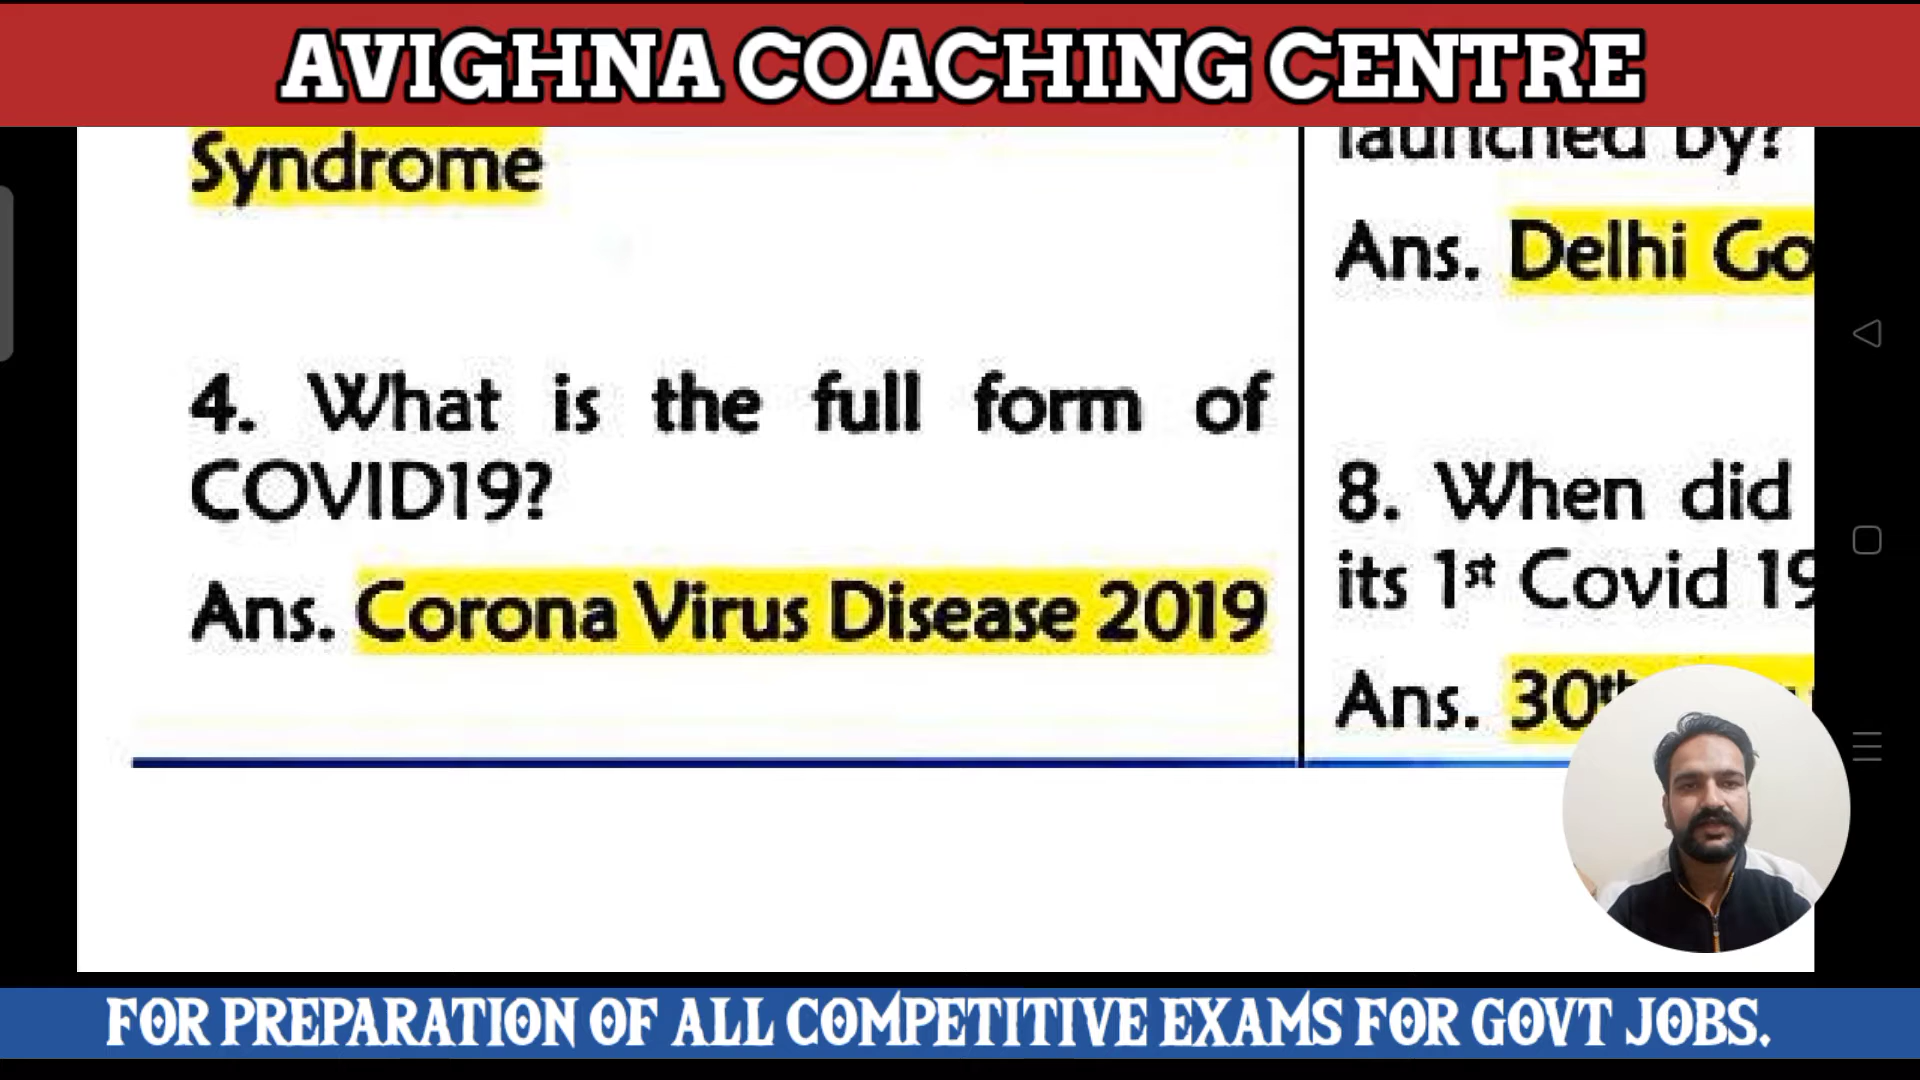 AVIGHNA COACHING CENTRE
Syndrome
4. What is the full form of
COVID19?
Ans. Corona Virus Disease 2019
launched by?
Ans. Delhi Go
8. When did
its 1st Covid 19
Ans. 30th
FOR PREPARATION OF ALL COMPETITIVE EXAMS FOR GOVT JOBS.